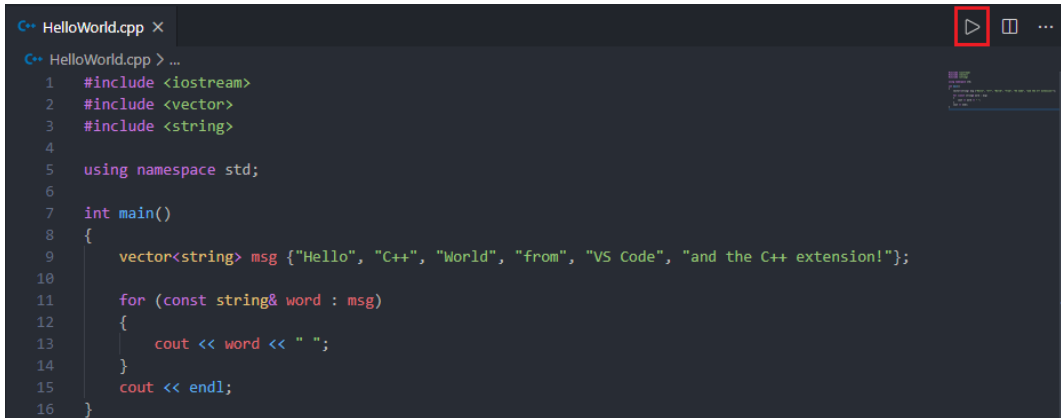 C++ HelloWorld.cpp ×
C++ HelloWorld.cpp > ...
1 #include <iostream>
2 #include <vector>
3 #include <string>
4
5 using namespace std;
6
7 int main()
8 {
9 vector<string> msg {"Hello", "C++", "World", "from", "VS Code", "and the C++ extension!"};
10
11 for (const string& word : msg)
12 {
13 cout << word << " ";
14 }
15 cout << endl;
16 }